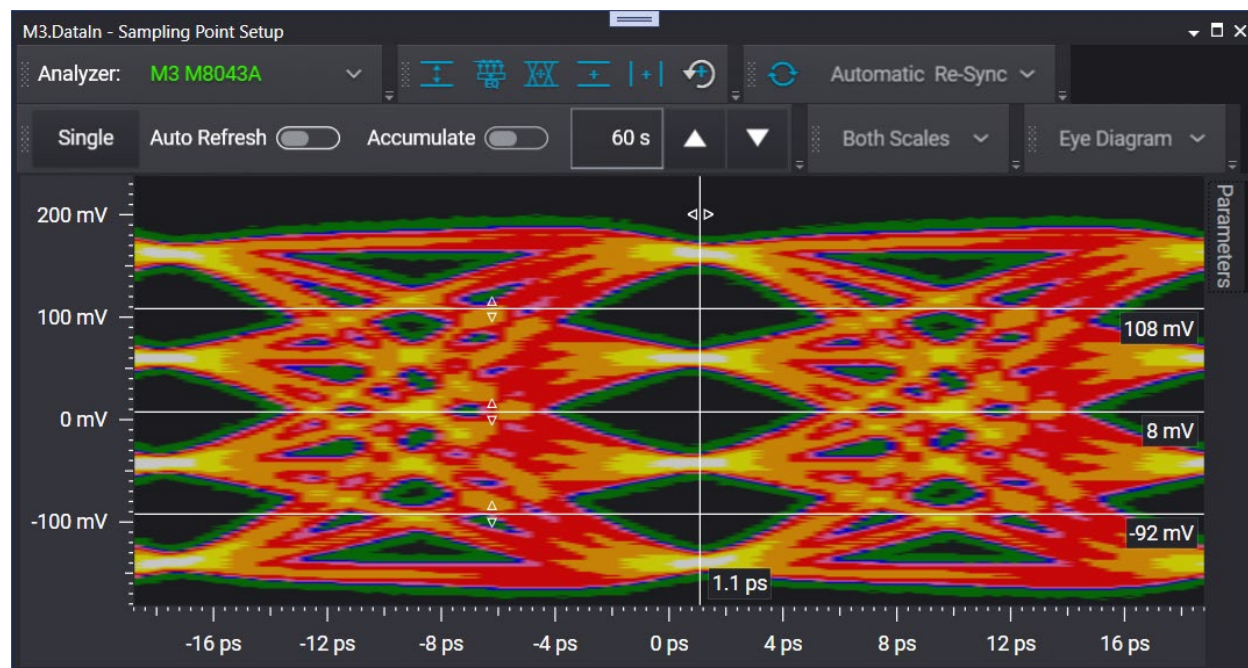 M3.DataIn - Sampling Point Setup
Analyzer: M3 M8043A EQ Automatic Re-Sync
Single Auto Refresh Accumulate 60 s Both Scales Eye Diagram
Parameters
200 mV
100 mV
108 mV
0 mV
8 mV
-100 mV
-92 mV
1.1 ps
-16 ps -12 ps -8 ps -4 ps 0 ps 4 ps 8 ps 12 ps 16 ps